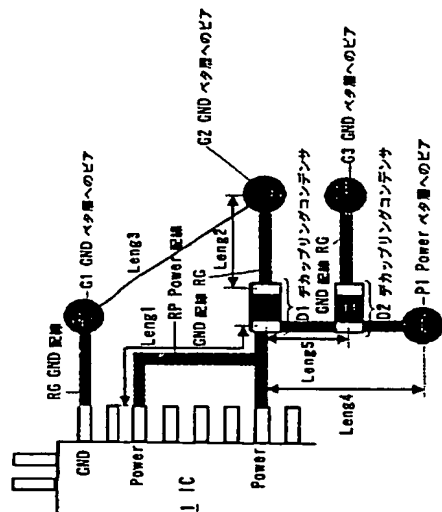 RG GND 配線
G1 GND ベタ層へのビア
GND
Power
Power
1 IC
Leng1
Leng3
RP Power 配線
GND 配線 RG
Leng2
G2 GND ベタ層へのビア
D1 デカップリングコンデンサ
GND 配線 RG
G3 GND ベタ層へのビア
D2 デカップリングコンデンサ
Leng5
Leng4
P1 Power ベタ層へのビア